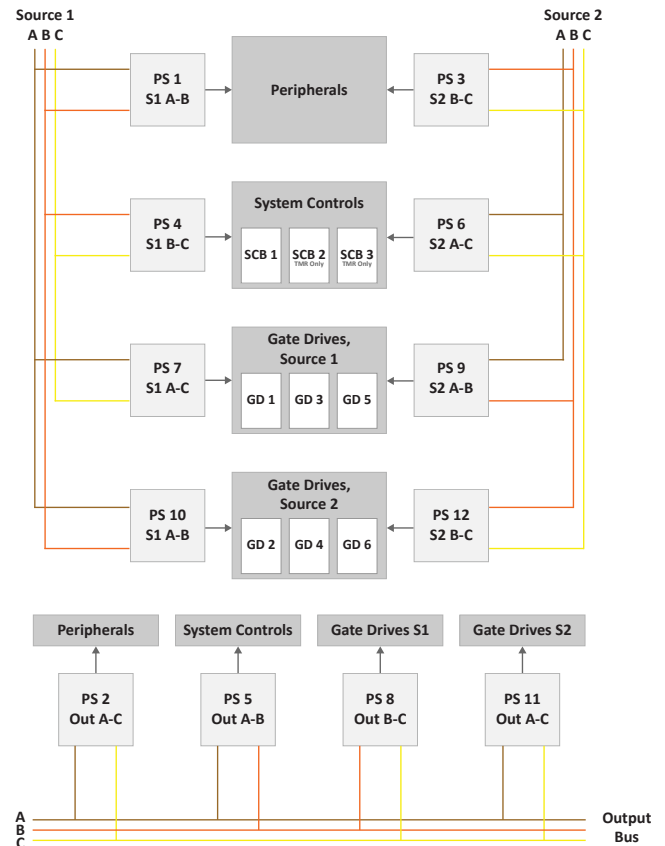 Source 1
A B C
Source 2
A B C
PS 1
S1 A-B
Peripherals
PS 3
S2 B-C
PS 4
S1 B-C
System Controls
SCB 1
SCB 2
TMR Only
SCB 3
TMR Only
PS 6
S2 A-C
PS 7
S1 A-C
Gate Drives,
Source 1
GD 1
GD 3
GD 5
PS 9
S2 A-B
PS 10
S1 A-B
Gate Drives,
Source 2
GD 2
GD 4
GD 6
PS 12
S2 B-C
Peripherals
System Controls
Gate Drives S1
Gate Drives S2
PS 2
Out A-C
PS 5
Out A-B
PS 8
Out B-C
PS 11
Out A-C
A
B
C
Output
Bus